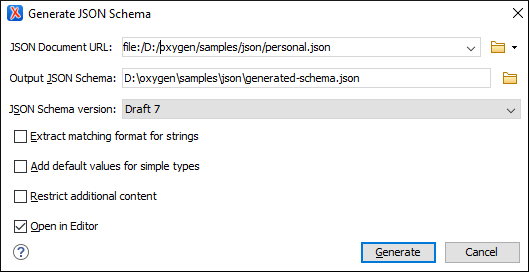 Generate JSON Schema
JSON Document URL: file:/D:/oxygen/samples/json/personal.json
Output JSON Schema: D:\oxygen\samples\json\generated-schema.json
JSON Schema version: Draft 7
Extract matching format for strings
Add default values for simple types
Restrict additional content
Open in Editor
? Generate Cancel